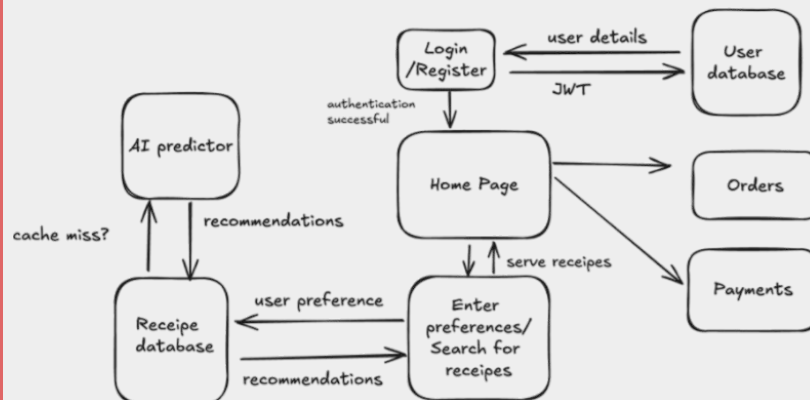 Login
/Register
user details
JWT
User
database
authentication
successful
AI predictor
Home Page
Orders
cache miss?
recommendations
serve receipes
Payments
Receipe
database
user preference
recommendations
Enter
preferences/
Search for
receipes